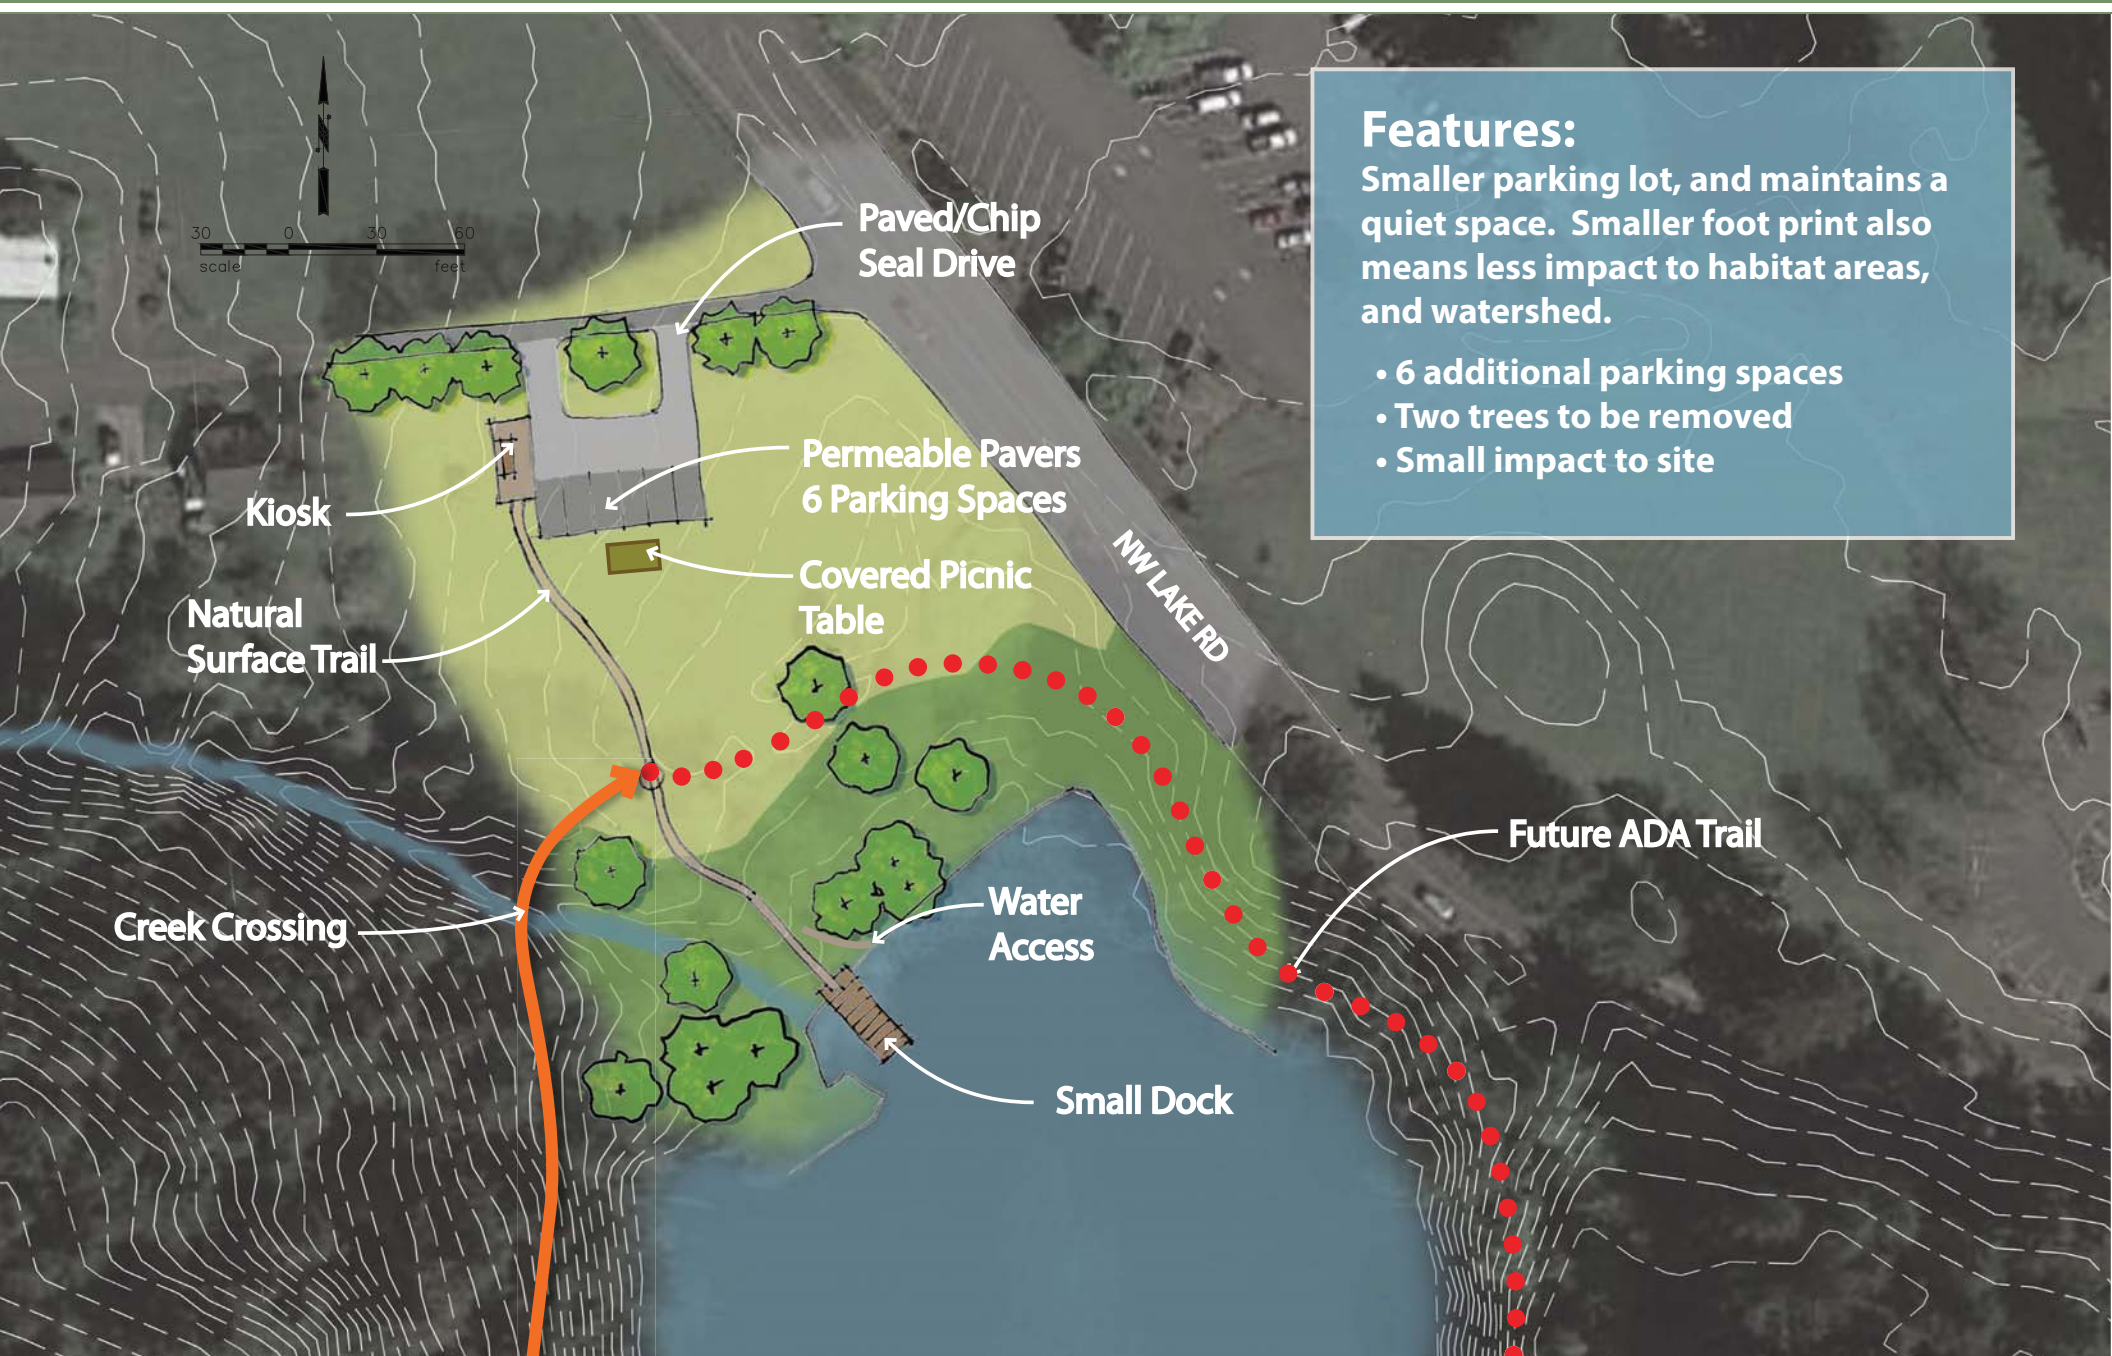 N
30 0 30 60
scale feet
Paved/Chip
Seal Drive
Features:
Smaller parking lot, and maintains a
quiet space. Smaller foot print also
means less impact to habitat areas,
and watershed.
• 6 additional parking spaces
• Two trees to be removed
• Small impact to site
Permeable Pavers
6 Parking Spaces
Kiosk
Covered Picnic
Table
NW LAKE RD
Natural
Surface Trail
Future ADA Trail
Water
Access
Creek Crossing
Small Dock